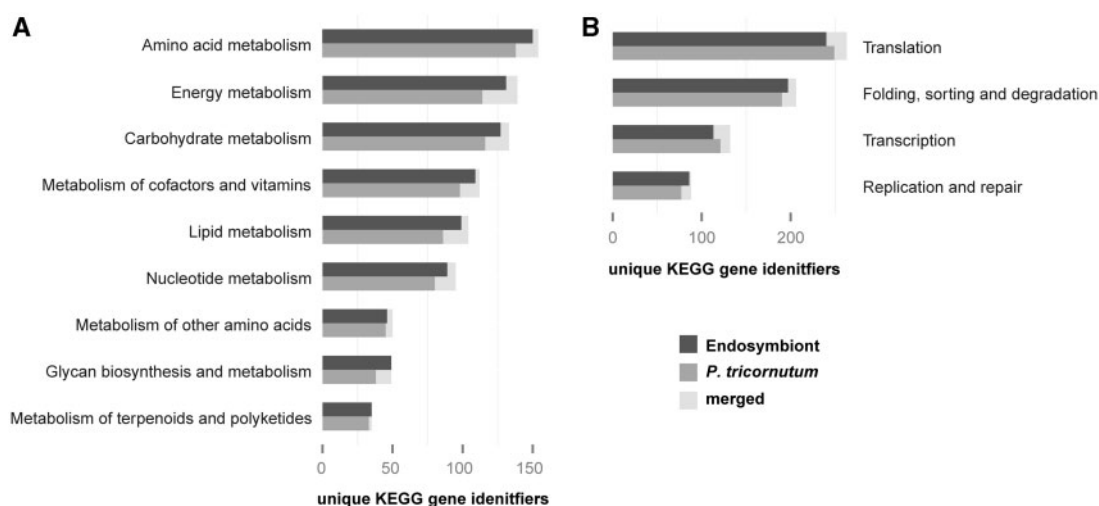 A
Amino acid metabolism
Energy metabolism
Carbohydrate metabolism
Metabolism of cofactors and vitamins
Lipid metabolism
Nucleotide metabolism
Metabolism of other amino acids
Glycan biosynthesis and metabolism
Metabolism of terpenoids and polyketides
0 50 100 150
unique KEGG gene idenitfiers
B
Translation
Folding, sorting and degradation
Transcription
Replication and repair
0 100 200
unique KEGG gene idenitfiers
Endosymbiont
P. tricornutum
merged